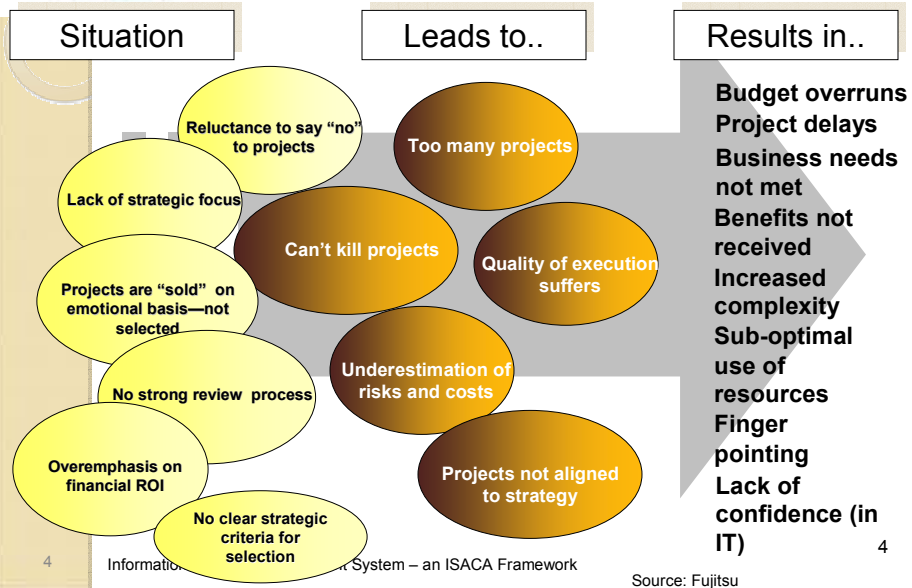 Situation
Leads to..
Results in..
Reluctance to say “no”
to projects
Lack of strategic focus
Projects are “sold” on
emotional basis—not
selected
No strong review process
Overemphasis on
financial ROI
No clear strategic
criteria for
selection
Too many projects
Can’t kill projects
Quality of execution
suffers
Underestimation of
risks and costs
Projects not aligned
to strategy
Budget overruns
Project delays
Business needs
not met
Benefits not
received
Increased
complexity
Sub-optimal
use of
resources
Finger
pointing
Lack of
confidence (in
IT)
4
System – an ISACA Framework
4
Source: Fujitsu